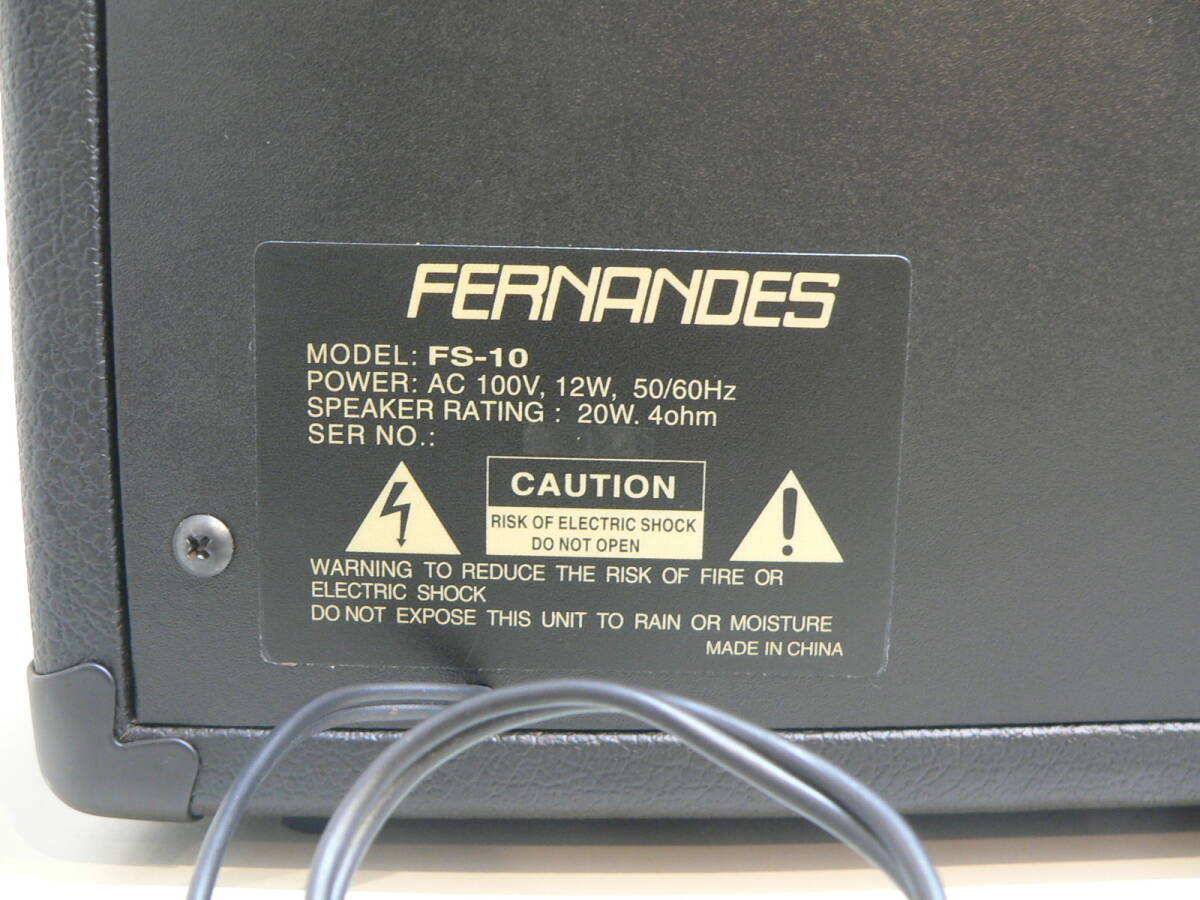 FERNANDES
MODEL: FS-10
POWER: AC 100V, 12W, 50/60Hz
SPEAKER RATING : 20W. 4ohm
SER NO.:
CAUTION
RISK OF ELECTRIC SHOCK
DO NOT OPEN
WARNING TO REDUCE THE RISK OF FIRE OR
ELECTRIC SHOCK
DO NOT EXPOSE THIS UNIT TO RAIN OR MOISTURE
MADE IN CHINA